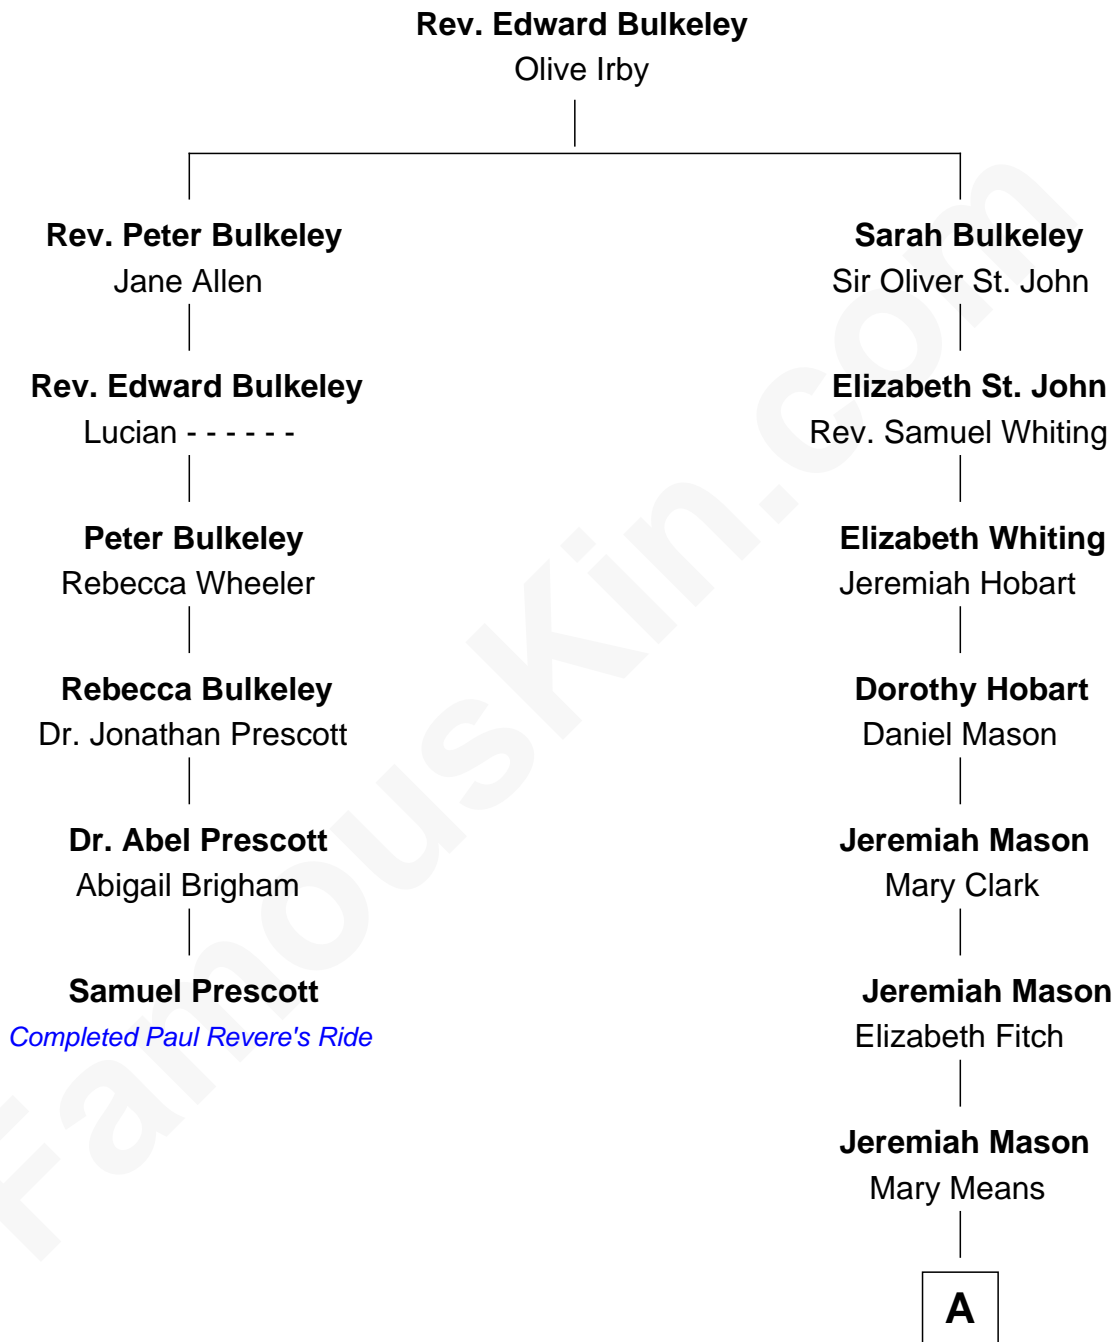 Rev. Edward Bulkeley
Olive Irby
Rev. Peter Bulkeley
Jane Allen
Rev. Edward Bulkeley
Lucian - - - - - -
Peter Bulkeley
Rebecca Wheeler
Rebecca Bulkeley
Dr. Jonathan Prescott
Dr. Abel Prescott
Abigail Brigham
Samuel Prescott
Completed Paul Revere's Ride
Sarah Bulkeley
Sir Oliver St. John
Elizabeth St. John
Rev. Samuel Whiting
Elizabeth Whiting
Jeremiah Hobart
Dorothy Hobart
Daniel Mason
Jeremiah Mason
Mary Clark
Jeremiah Mason
Elizabeth Fitch
Jeremiah Mason
Mary Means
A
FamousKin.com